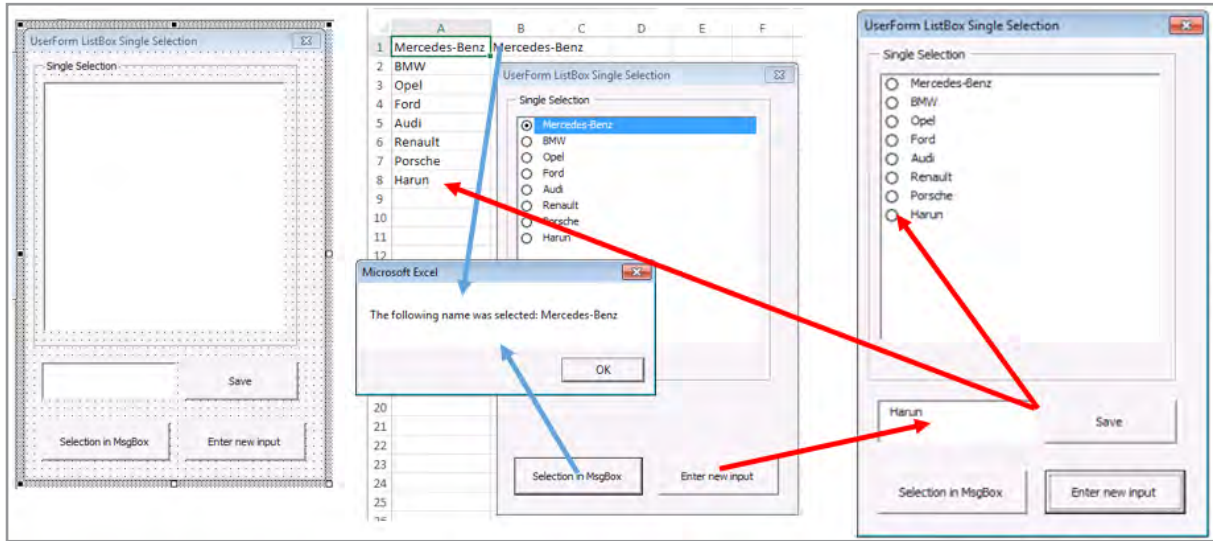 UserForm ListBox Single Selection
Single Selection
Save
Selection in MsgBox Enter new input
A B C D E F
1 Mercedes-Benz Mercedes-Benz
2 BMW
3 Opel
4 Ford
5 Audi
6 Renault
7 Porsche
8 Harun
9
10
11
12
20
21
22
23
24
25
26
UserForm ListBox Single Selection
Single Selection
Mercedes-Benz
BMW
Opel
Ford
Audi
Renault
Porsche
Harun
Selection in MsgBox Enter new input
Microsoft Excel
The following name was selected: Mercedes-Benz
OK
UserForm ListBox Single Selection
Single Selection
Mercedes-Benz
BMW
Opel
Ford
Audi
Renault
Porsche
Harun
Harun
Save
Selection in MsgBox Enter new input